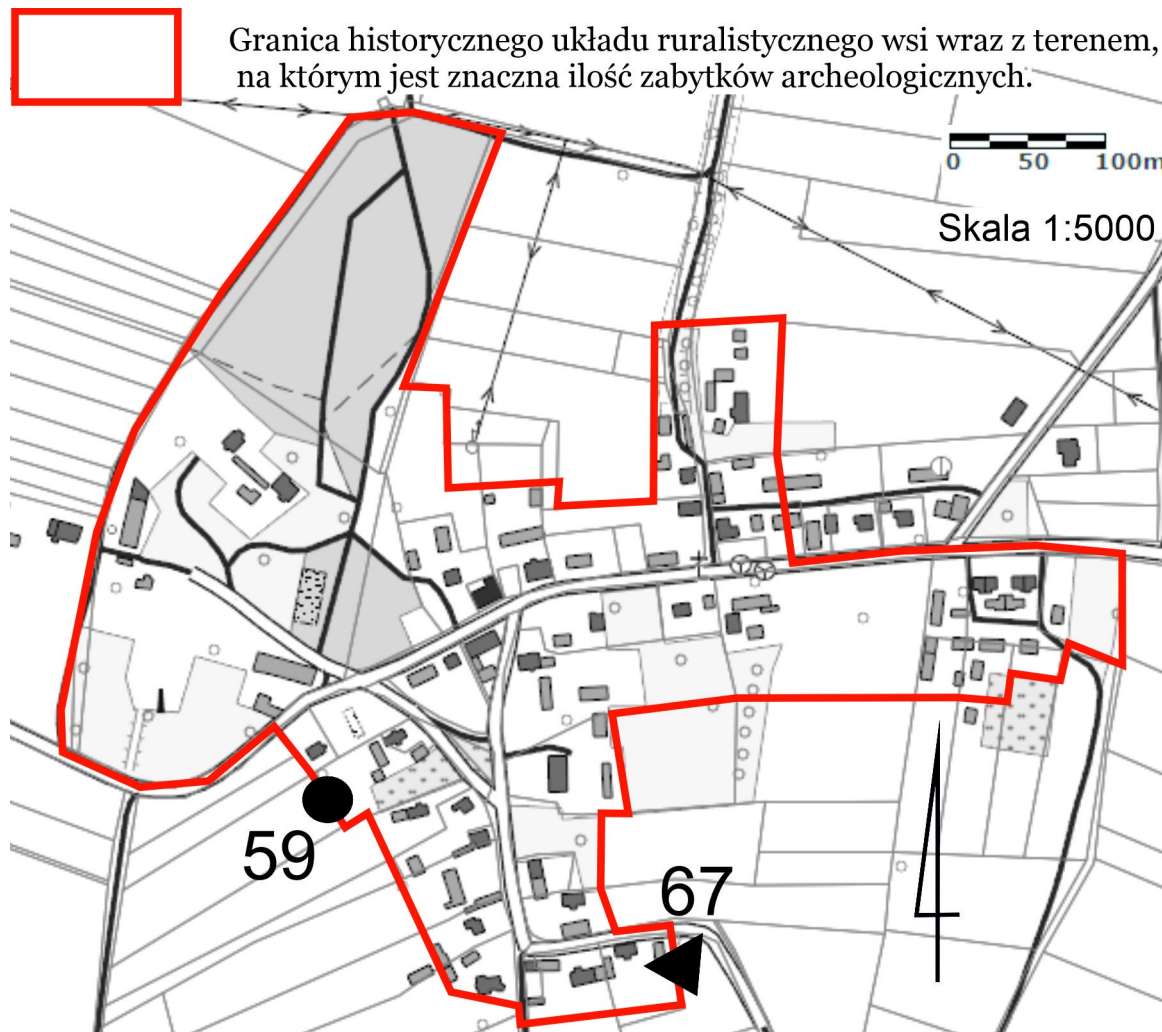 Granica historycznego układu ruralistycznego wsi wraz z terenem,
na którym jest znaczna ilość zabytków archeologicznych.
0 50 100m
Skala 1:5000
59
67